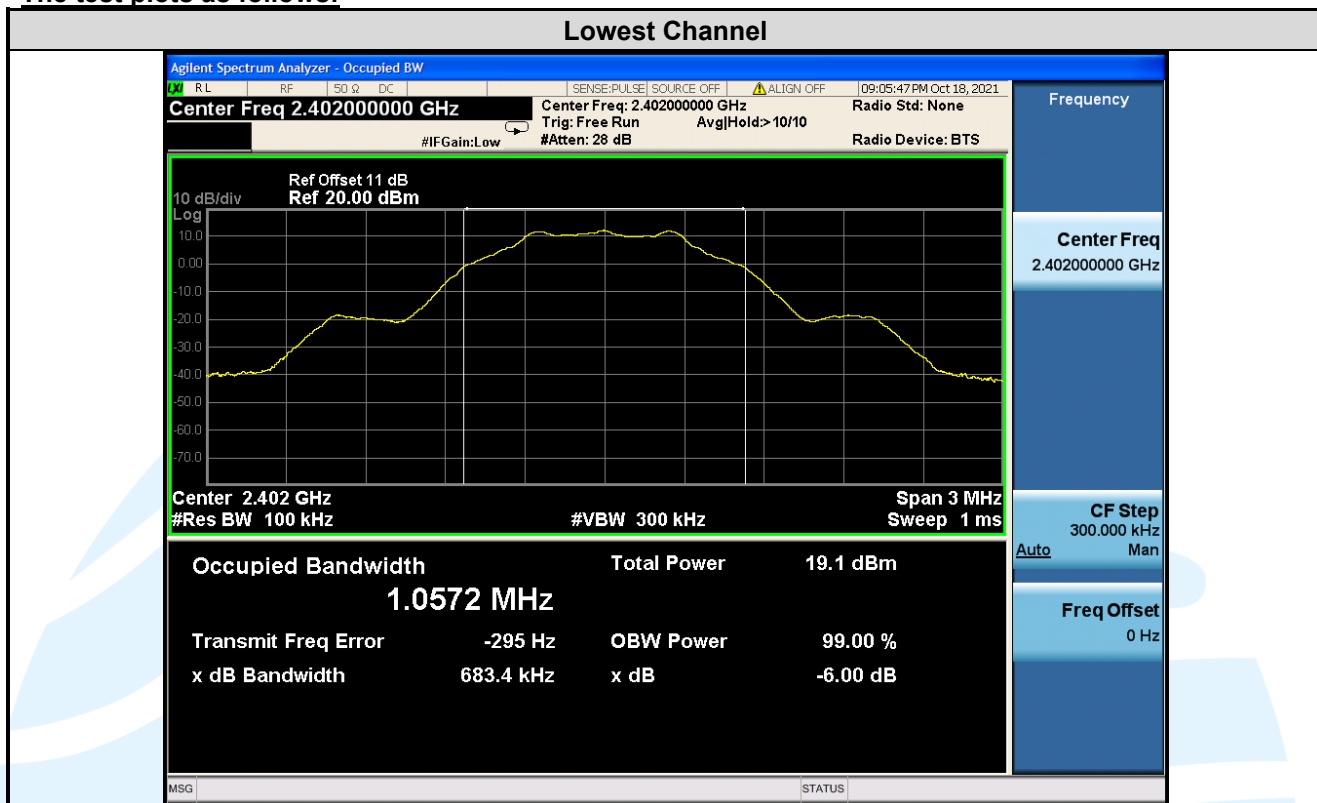 The test plots as follows:
Lowest Channel
Agilent Spectrum Analyzer - Occupied BW
LXI RL RF 50 Ω DC SENSE:PULSE SOURCE OFF ⚠ALIGN OFF 09:05:47 PM Oct 18, 2021
Center Freq 2.402000000 GHz
Center Freq: 2.402000000 GHz
Radio Std: None
Trig: Free Run Avg|Hold:>10/10
#IFGain:Low
#Atten: 28 dB
Radio Device: BTS
Ref Offset 11 dB
10 dB/div Ref 20.00 dBm
Log
10.0
0.00
-10.0
-20.0
-30.0
-40.0
-50.0
-60.0
-70.0
Center 2.402 GHz Span 3 MHz
#Res BW 100 kHz #VBW 300 kHz Sweep 1 ms
Occupied Bandwidth Total Power 19.1 dBm
1.0572 MHz
Transmit Freq Error -295 Hz OBW Power 99.00 %
x dB Bandwidth 683.4 kHz x dB -6.00 dB
MSG STATUS
Frequency
Center Freq
2.402000000 GHz
CF Step
300.000 kHz
Auto Man
Freq Offset
0 Hz